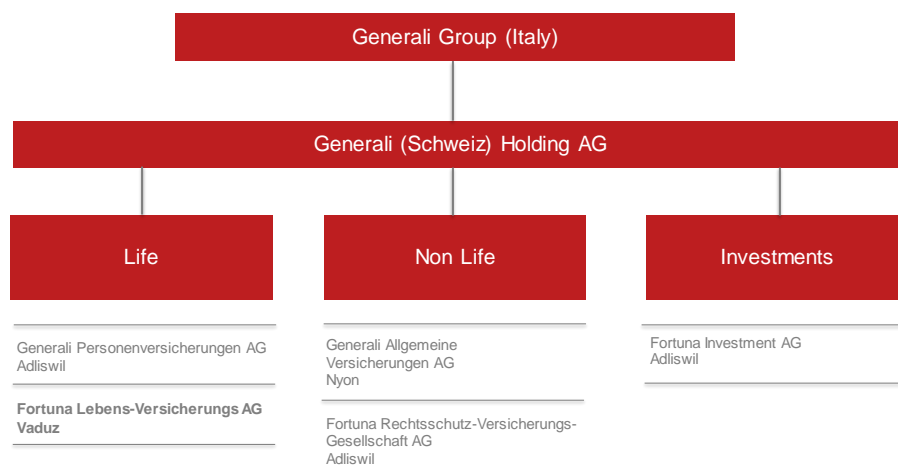 Generali Group (Italy)
Generali (Schweiz) Holding AG
Life
Non Life
Investments
Generali Personenversicherungen AG
Adliswil
Fortuna Lebens-Versicherungs AG
Vaduz
Generali Allgemeine
Versicherungen AG
Nyon
Fortuna Rechtsschutz-Versicherungs-
Gesellschaft AG
Adliswil
Fortuna Investment AG
Adliswil